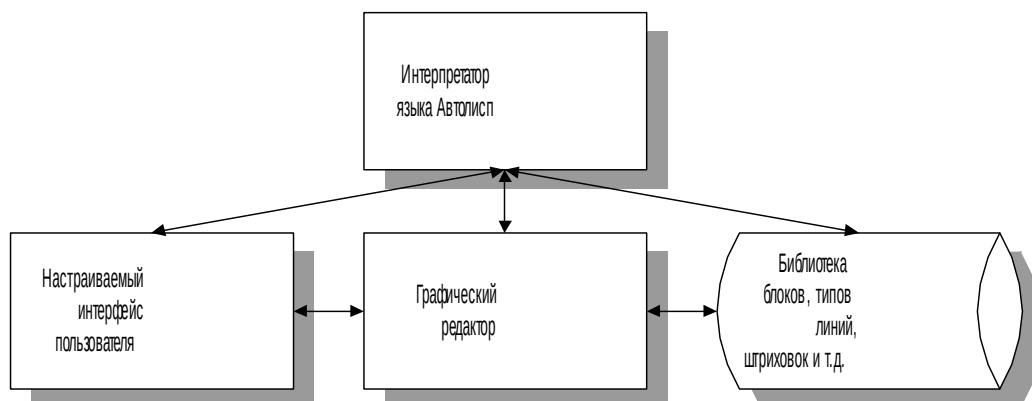 Интерпретатор
языка Автолисп
Настраиваемый
интерфейс
пользователя
Графический
редактор
Библиотека
блоков, типов
линий,
штриховок и т.д.